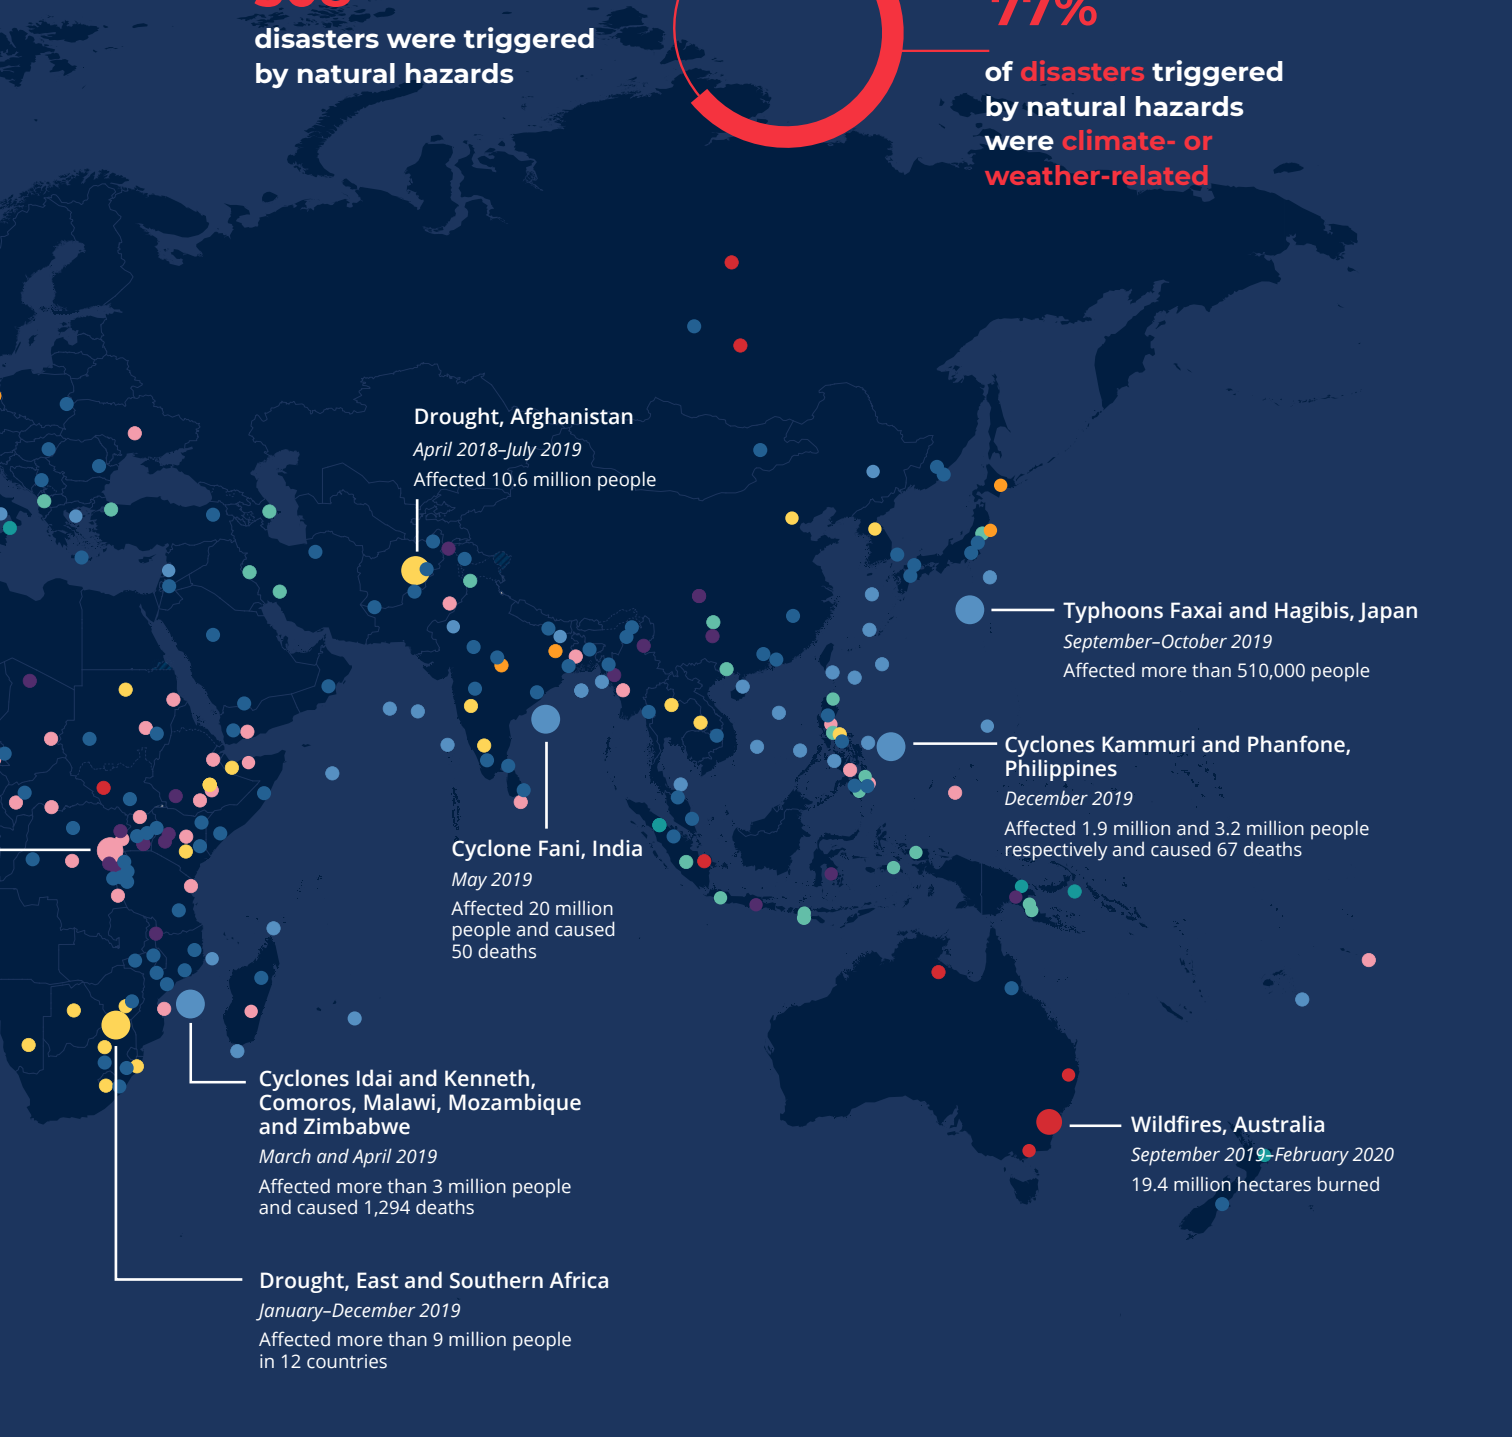 disasters were triggered
by natural hazards
77%
of disasters triggered
by natural hazards
were climate- or
weather-related
Drought, Afghanistan
April 2018–July 2019
Affected 10.6 million people
Typhoons Faxai and Hagibis, Japan
September–October 2019
Affected more than 510,000 people
Cyclones Kammuri and Phanfone,
Philippines
December 2019
Affected 1.9 million and 3.2 million people
respectively and caused 67 deaths
Cyclone Fani, India
May 2019
Affected 20 million
people and caused
50 deaths
Cyclones Idai and Kenneth,
Comoros, Malawi, Mozambique
and Zimbabwe
March and April 2019
Affected more than 3 million people
and caused 1,294 deaths
Wildfires, Australia
September 2019–February 2020
19.4 million hectares burned
Drought, East and Southern Africa
January–December 2019
Affected more than 9 million people
in 12 countries